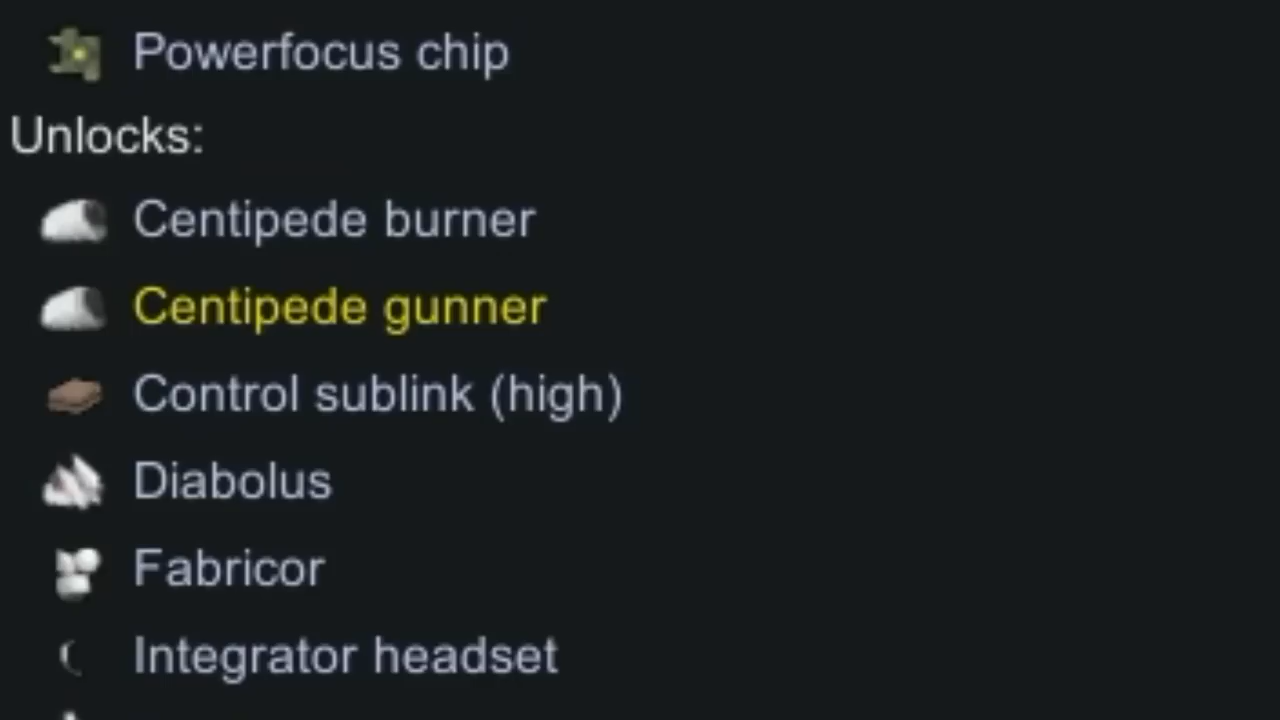 Powerfocus chip
Unlocks:
Centipede burner
Centipede gunner
Control sublink (high)
Diabolus
Fabricor
Integrator headset